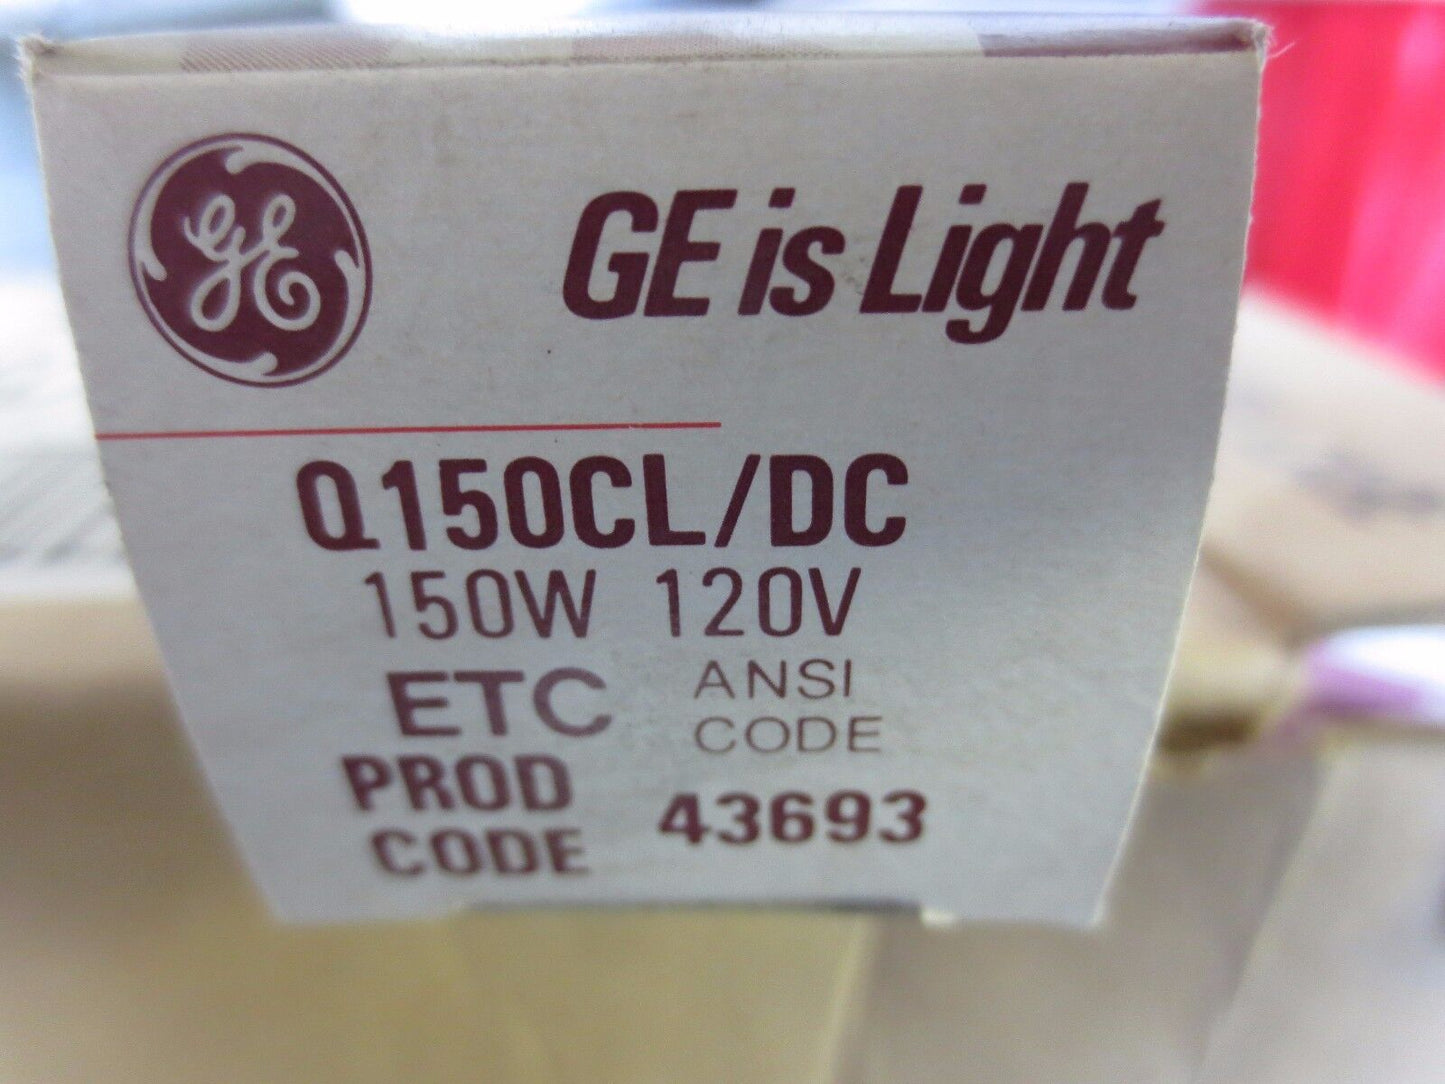 GE
GE is Light
Q150CL/DC
150W 120V
ETC ANSI CODE
PROD CODE 43693